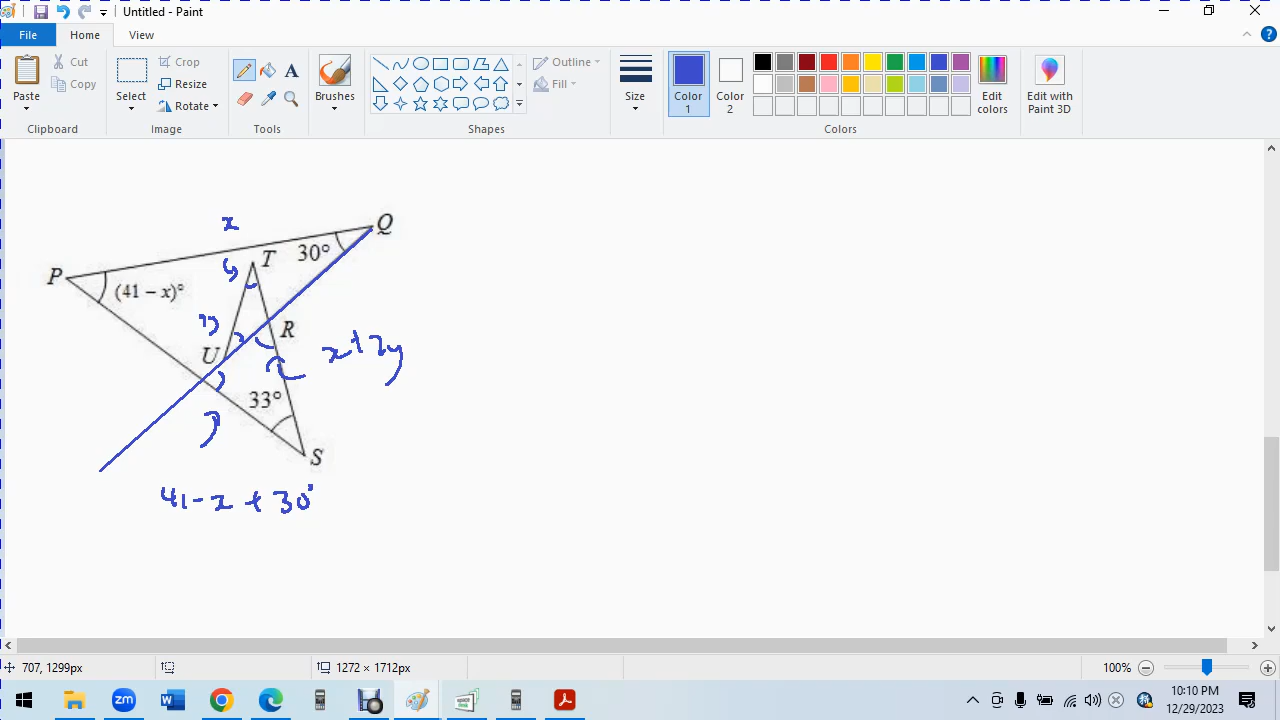 Untitled - Paint
File Home View
Paste Cut Copy Clipboard
Select Crop Resize Rotate Image
Tools
Brushes
Shapes Outline Fill
Size
Color 1 Color 2 Colors Edit colors
Edit with Paint 3D
x
Q
T
30°
P
(41 − x)°
R
U
x+2y
33°
S
41-x+30°
707, 1299px
1272 × 1712px
100%
10:10 PM
12/29/2023